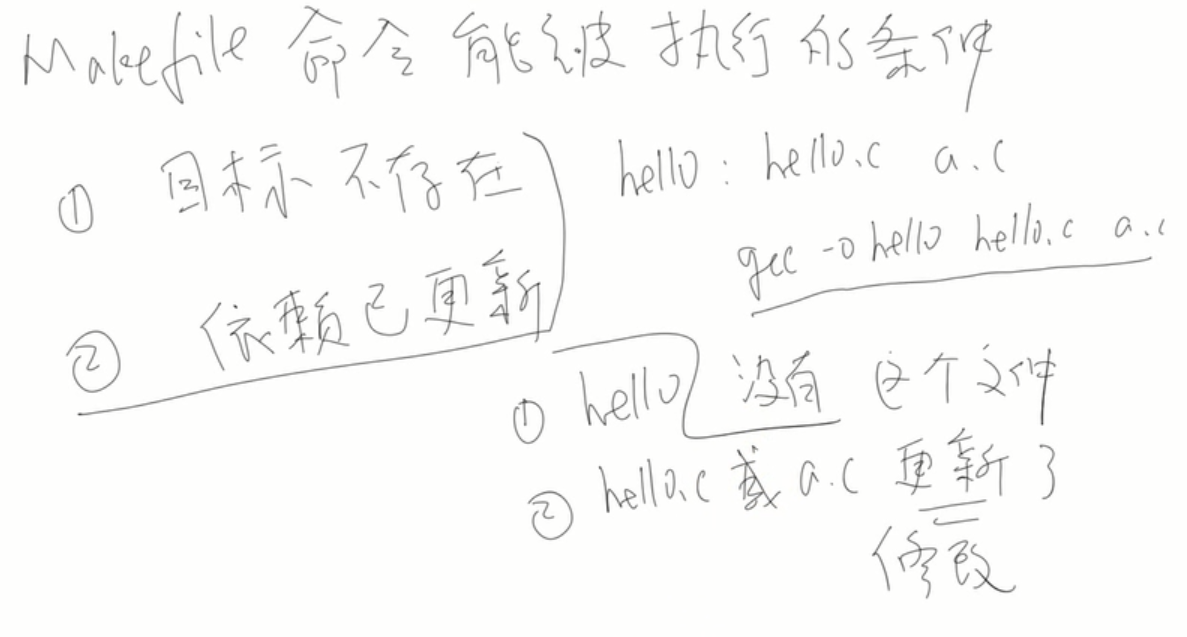 Makefile 命令能够被执行的条件
① 目标不存在
② 依赖已更新
hello : hello.c a.c
gcc -o hello hello.c a.c
① hello 没有这个文件
② hello.c 或 a.c 更新了
修改